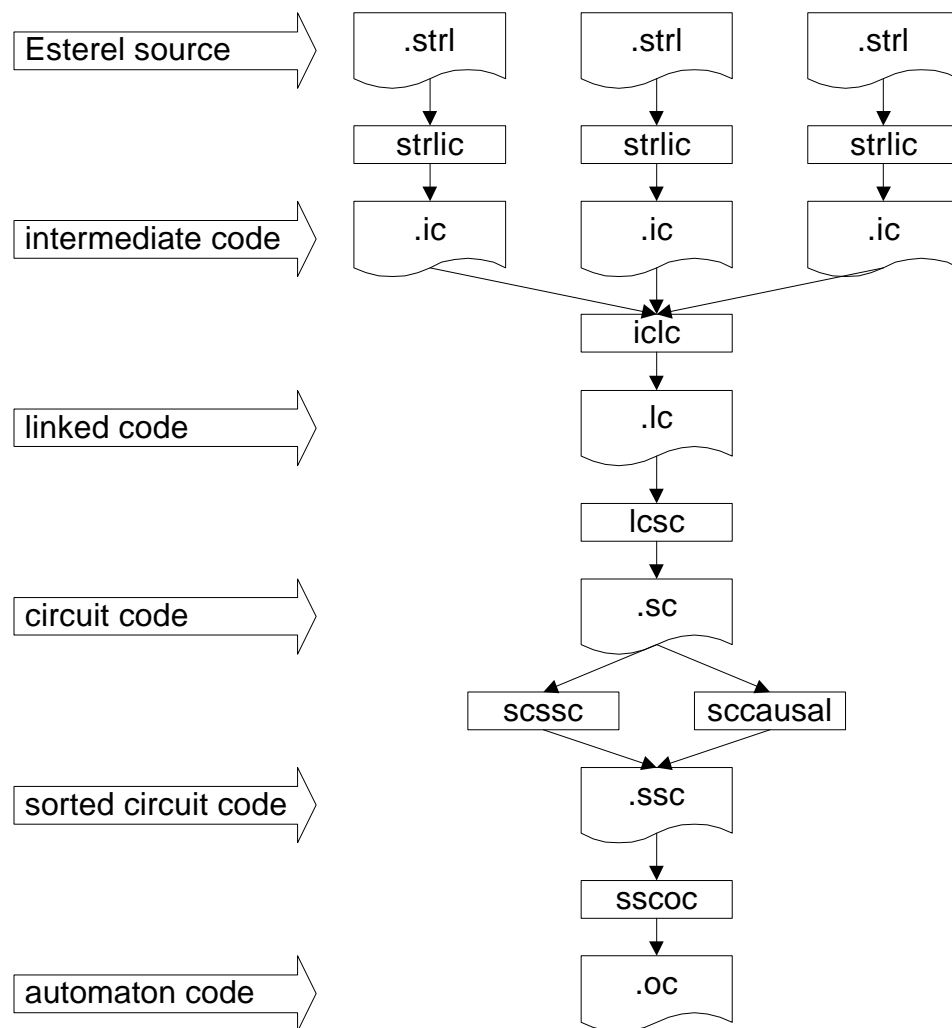 Esterel source
.strl
.strl
.strl
strlic
strlic
strlic
intermediate code
.ic
.ic
.ic
iclc
linked code
.lc
lcsc
circuit code
.sc
scssc
sccausal
sorted circuit code
.ssc
sscoc
automaton code
.oc